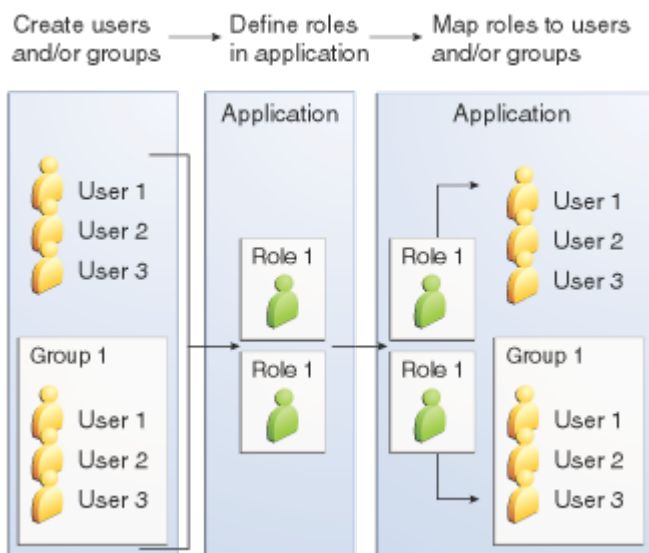 Create users
and/or groups
Define roles
in application
Map roles to users
and/or groups
User 1
User 2
User 3
Group 1
User 1
User 2
User 3
Application
Role 1
Role 1
Application
Role 1
Role 1
User 1
User 2
User 3
Group 1
User 1
User 2
User 3